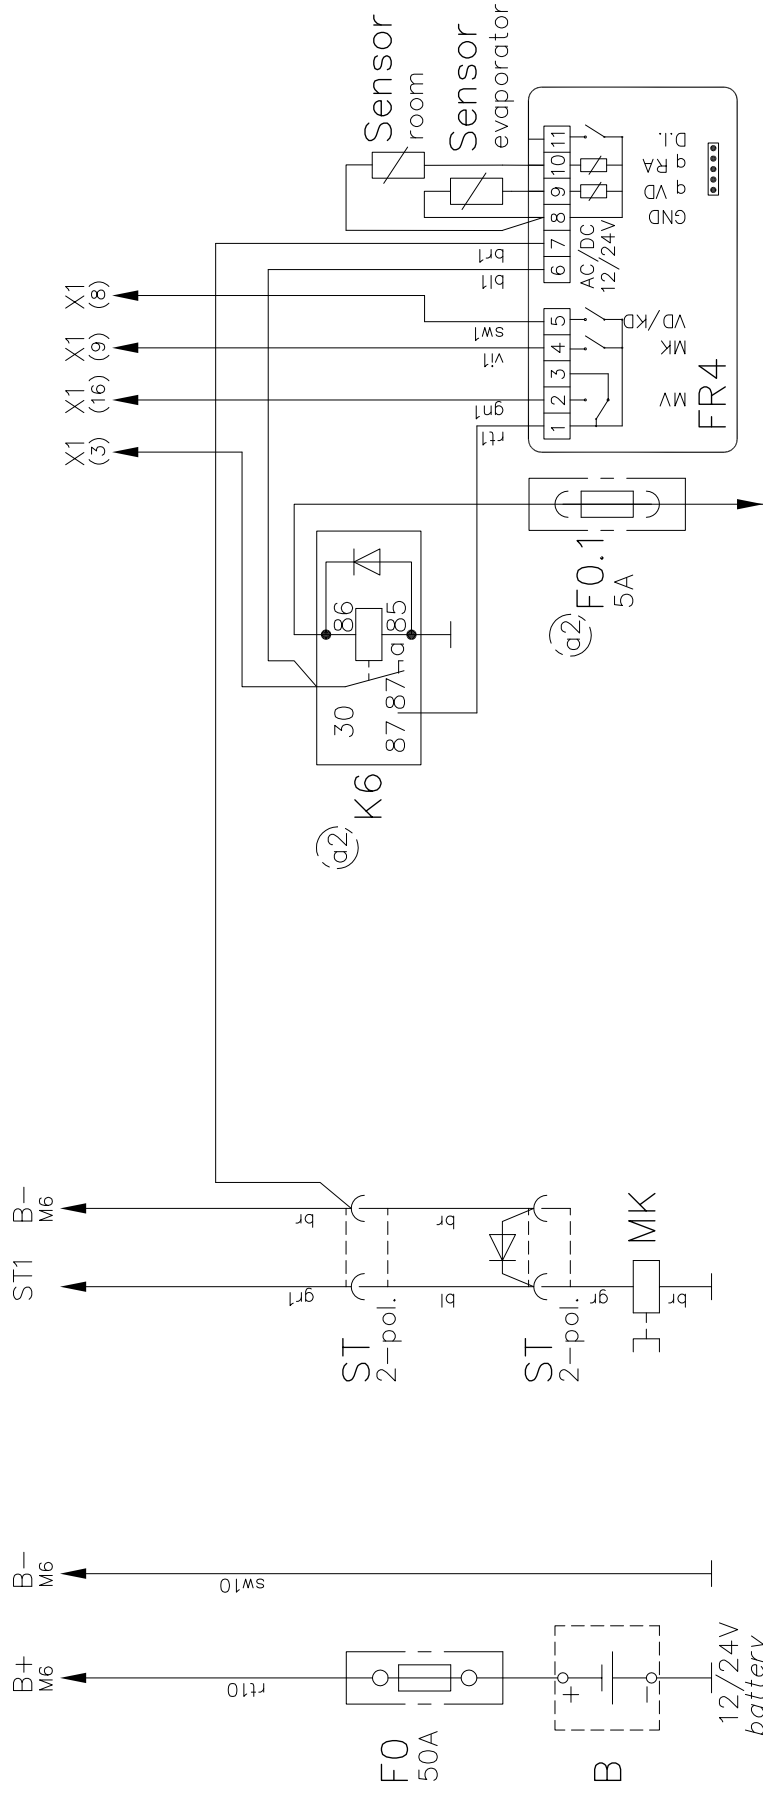 B+
M6
B-
M6
ST1
B-
M6
X1
(3)
X1
(16)
X1
(9)
X1
(8)
rt10
sw10
gr1
br
bl
br
gr
br
F0
50A
B
+
-
12/24V
battery
ST
2-pol.
ST
2-pol.
MK
K6
a2
30
86
85
87
87a
a2
F0.1
5A
rt1
gn1
vi1
sw1
bl1
br1
1
2
3
4
5
6
7
8
9
10
11
AC/DC
12/24V
MV
MK
VD/KD
GND
q VD
q RA
D.I.
FR4
Sensor
room
Sensor
evaporator